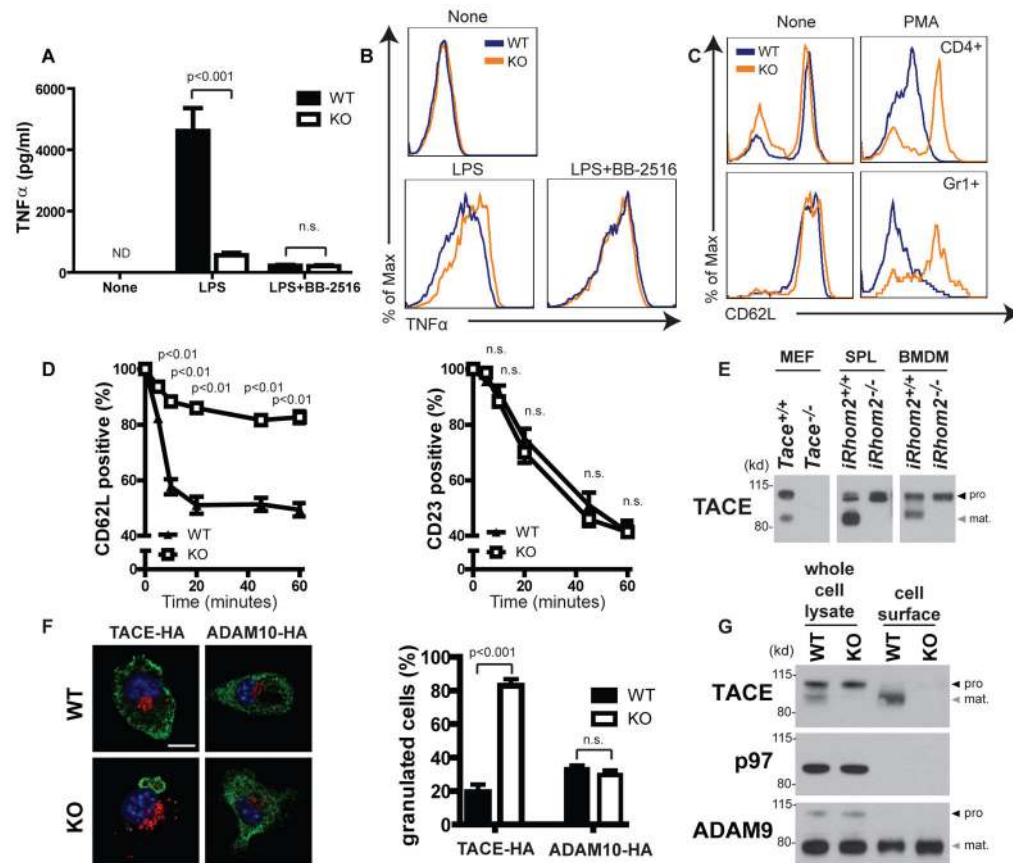 A
TNFα (pg/ml)
6000
4000
2000
0
p<0.001
WT
KO
ND
n.s.
None
LPS
LPS+BB-2516
B
None
WT
KO
LPS
LPS+BB-2516
% of Max
TNFα
C
None
PMA
WT
KO
CD4+
Gr1+
% of Max
CD62L
D
CD62L positive (%)
100
80
60
40
0
p<0.01
p<0.01
p<0.01
p<0.01
p<0.01
WT
KO
0 20 40 60
Time (minutes)
CD23 positive (%)
100
80
60
40
0
n.s.
n.s.
n.s.
n.s.
n.s.
WT
KO
0 20 40 60
Time (minutes)
E
MEF SPL BMDM
Tace+/+
Tace-/-
iRhom2+/+
iRhom2-/-
iRhom2+/+
iRhom2-/-
(kd)
115
80
TACE
pro
mat.
F
TACE-HA ADAM10-HA
WT
KO
granulated cells (%)
100
80
60
40
20
0
p<0.001
n.s.
WT
KO
TACE-HA ADAM10-HA
G
whole cell lysate
cell surface
WT KO WT KO
(kd)
TACE
115
80
pro
mat.
p97
115
80
ADAM9
115
80
pro
mat.